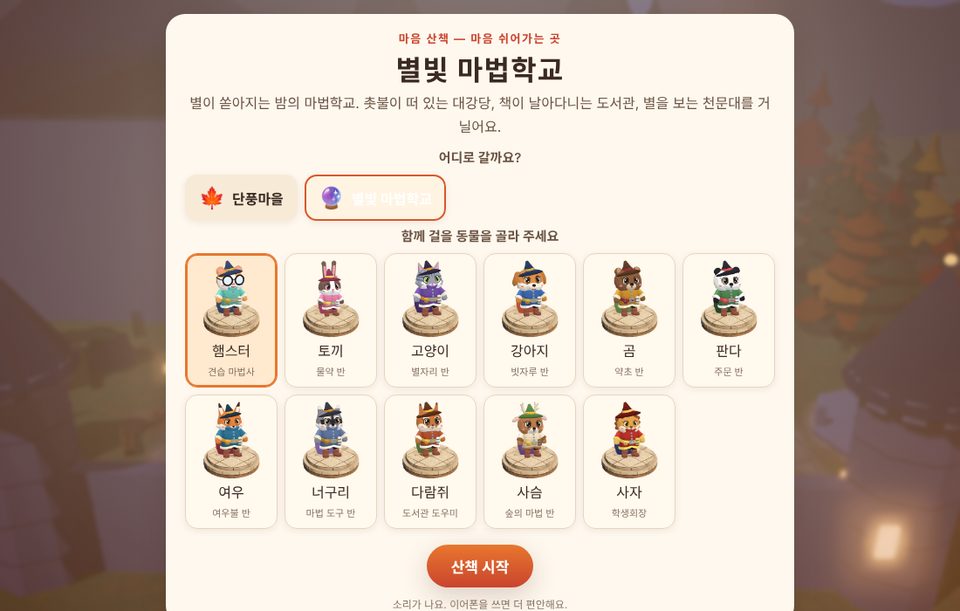 마음 산책 — 마음 쉬어가는 곳
별빛 마법학교
별이 쏟아지는 밤의 마법학교. 촛불이 떠 있는 대강당, 책이 날아다니는 도서관, 별을 보는 천문대를 거
닐어요.
어디로 갈까요?
단풍마을 별빛 마법학교
함께 걸을 동물을 골라 주세요
햄스터 토끼 고양이 강아지 곰 판다
견습 마법사 물약 반 별자리 반 빗자루 반 약초 반 주문 반
여우 너구리 다람쥐 사슴 사자
여우불 반 마법 도구 반 도서관 도우미 숲의 마법 반 학생회장
산책 시작
소리가 나요. 이어폰을 쓰면 더 편안해요.